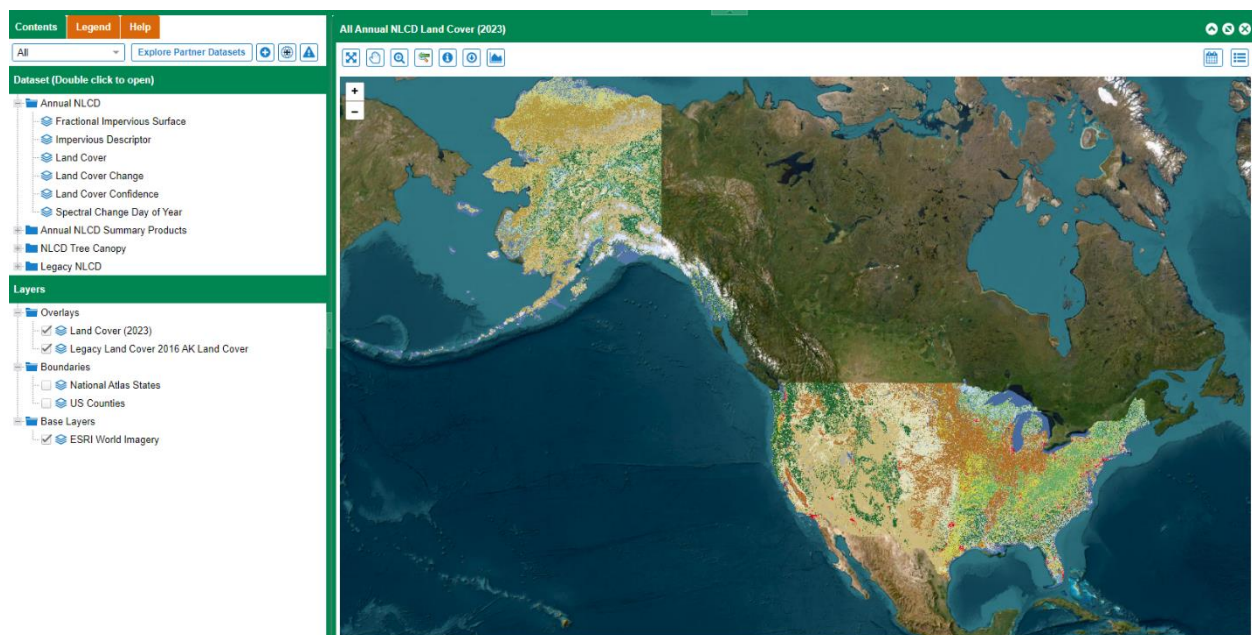 Contents Legend Help
All Explore Partner Datasets
Dataset (Double click to open)
Annual NLCD
Fractional Impervious Surface
Impervious Descriptor
Land Cover
Land Cover Change
Land Cover Confidence
Spectral Change Day of Year
Annual NLCD Summary Products
NLCD Tree Canopy
Legacy NLCD
Layers
Overlays
Land Cover (2023)
Legacy Land Cover 2016 AK Land Cover
Boundaries
National Atlas States
US Counties
Base Layers
ESRI World Imagery
All Annual NLCD Land Cover (2023)
+
−